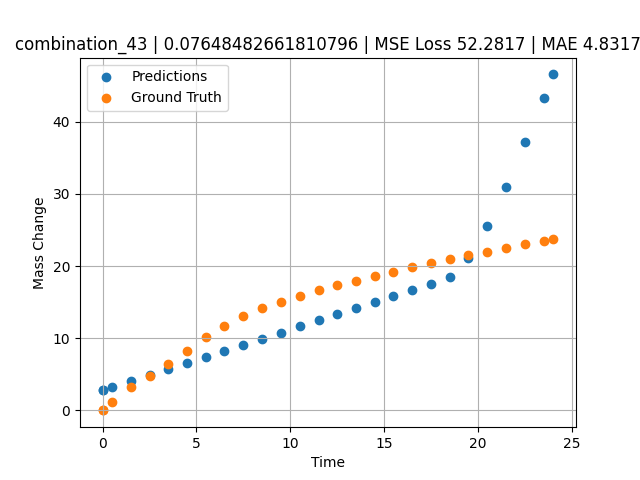 combination_43 | 0.07648482661810796 | MSE Loss 52.2817 | MAE 4.8317
Predictions
Ground Truth
40
30
20
10
0
Mass Change
0 5 10 15 20 25
Time